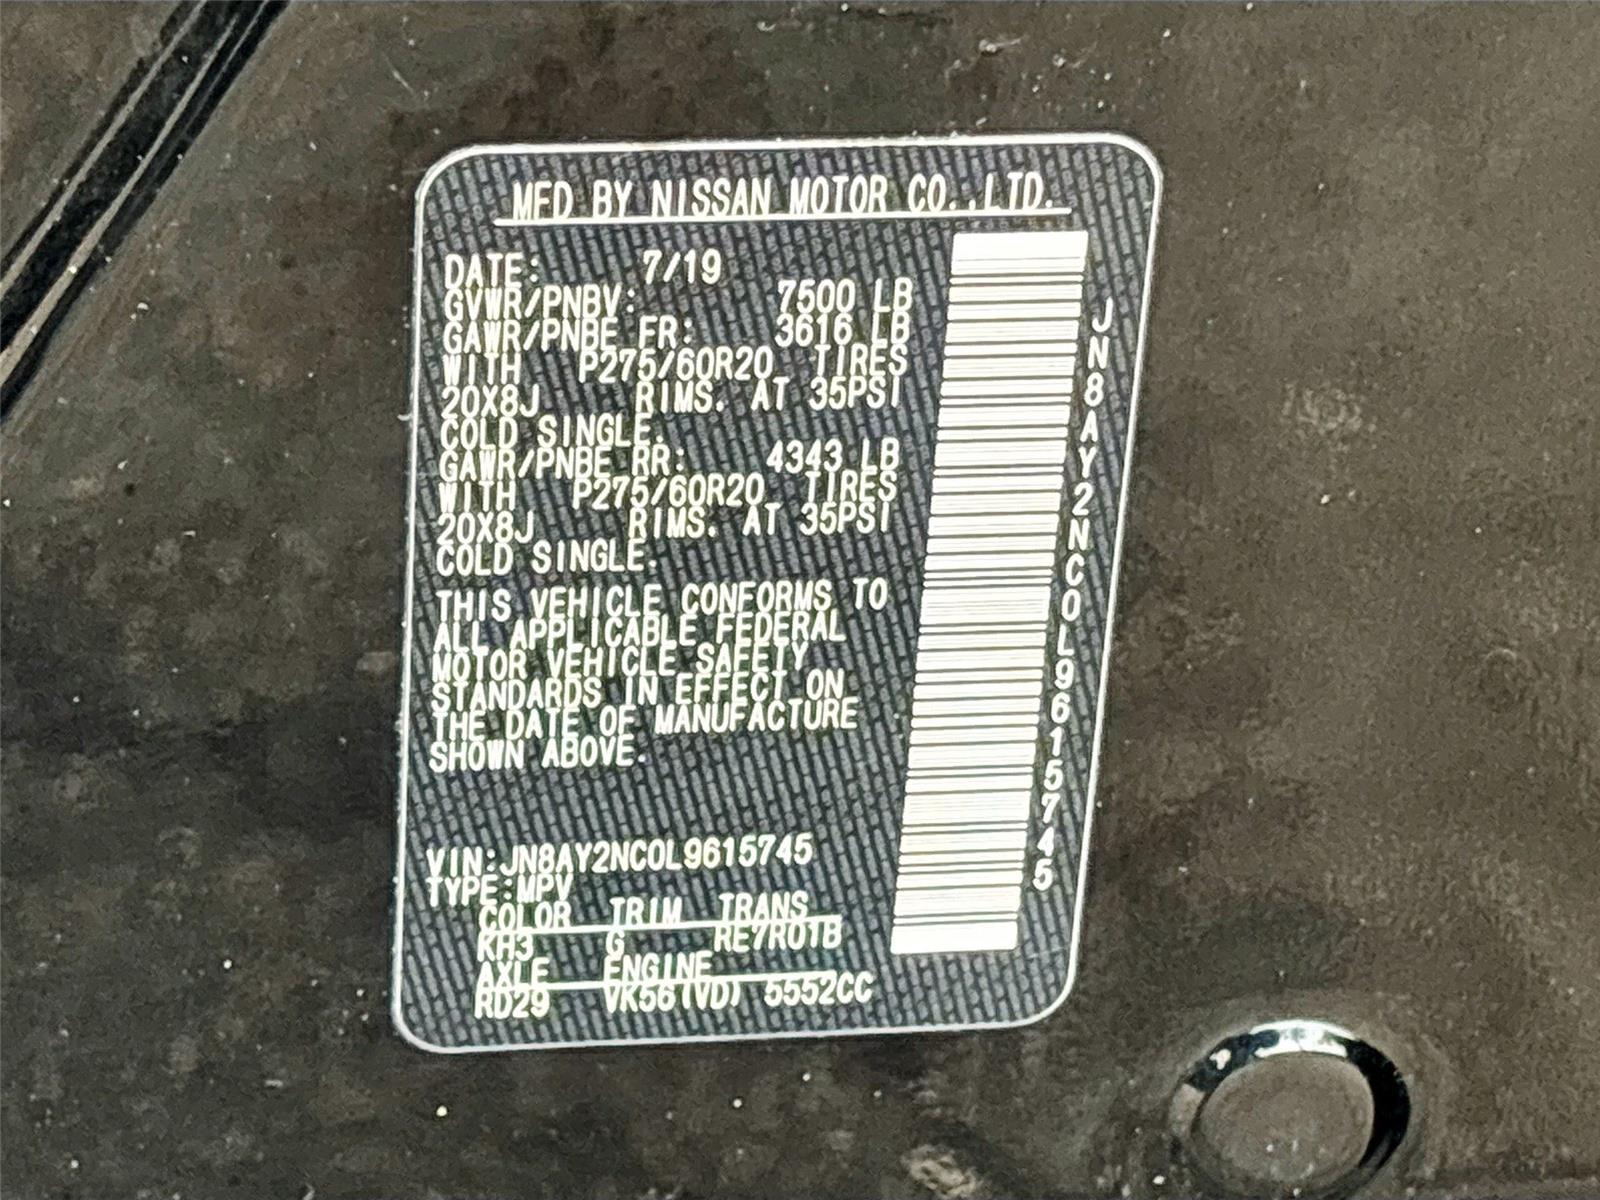 MFD BY NISSAN MOTOR CO.,LTD.
DATE: 7/19
GVWR/PNBV: 7500 LB
GAWR/PNBE FR: 3616 LB
WITH P275/60R20 TIRES
20X8J RIMS. AT 35PSI
COLD SINGLE.
GAWR/PNBE RR: 4343 LB
WITH P275/60R20 TIRES
20X8J RIMS. AT 35PSI
COLD SINGLE.
THIS VEHICLE CONFORMS TO
ALL APPLICABLE FEDERAL
MOTOR VEHICLE SAFETY
STANDARDS IN EFFECT ON
THE DATE OF MANUFACTURE
SHOWN ABOVE.
VIN:JN8AY2NC0L9615745
TYPE:MPV
COLOR TRIM TRANS
KH3 G RE7R01B
AXLE ENGINE
RD29 VK56(VD) 5552CC
JN8AY2NC0L9615745